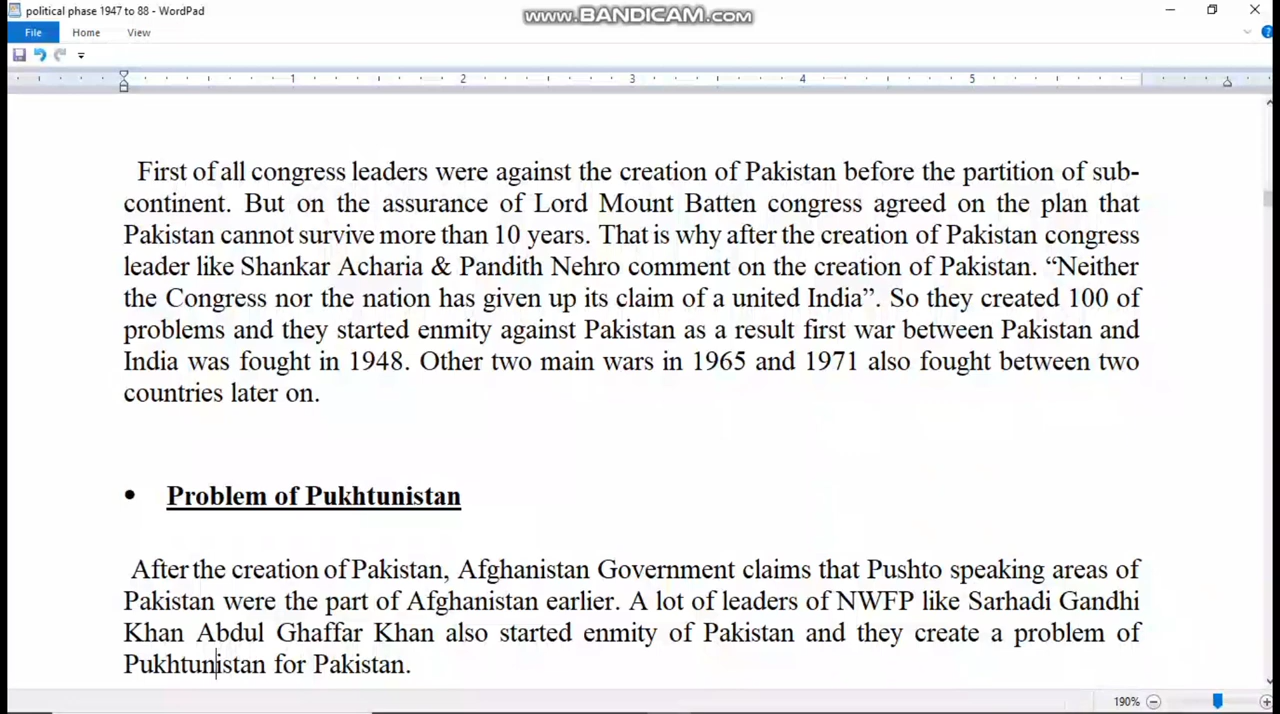 political phase 1947 to 88 - WordPad
www.BANDICAM.com
File Home View
1 2 3 4 5
First of all congress leaders were against the creation of Pakistan before the partition of sub-
continent. But on the assurance of Lord Mount Batten congress agreed on the plan that
Pakistan cannot survive more than 10 years. That is why after the creation of Pakistan congress
leader like Shankar Acharia & Pandith Nehro comment on the creation of Pakistan. “Neither
the Congress nor the nation has given up its claim of a united India”. So they created 100 of
problems and they started enmity against Pakistan as a result first war between Pakistan and
India was fought in 1948. Other two main wars in 1965 and 1971 also fought between two
countries later on.
• Problem of Pukhtunistan
After the creation of Pakistan, Afghanistan Government claims that Pushto speaking areas of
Pakistan were the part of Afghanistan earlier. A lot of leaders of NWFP like Sarhadi Gandhi
Khan Abdul Ghaffar Khan also started enmity of Pakistan and they create a problem of
Pukhtunistan for Pakistan.
190%